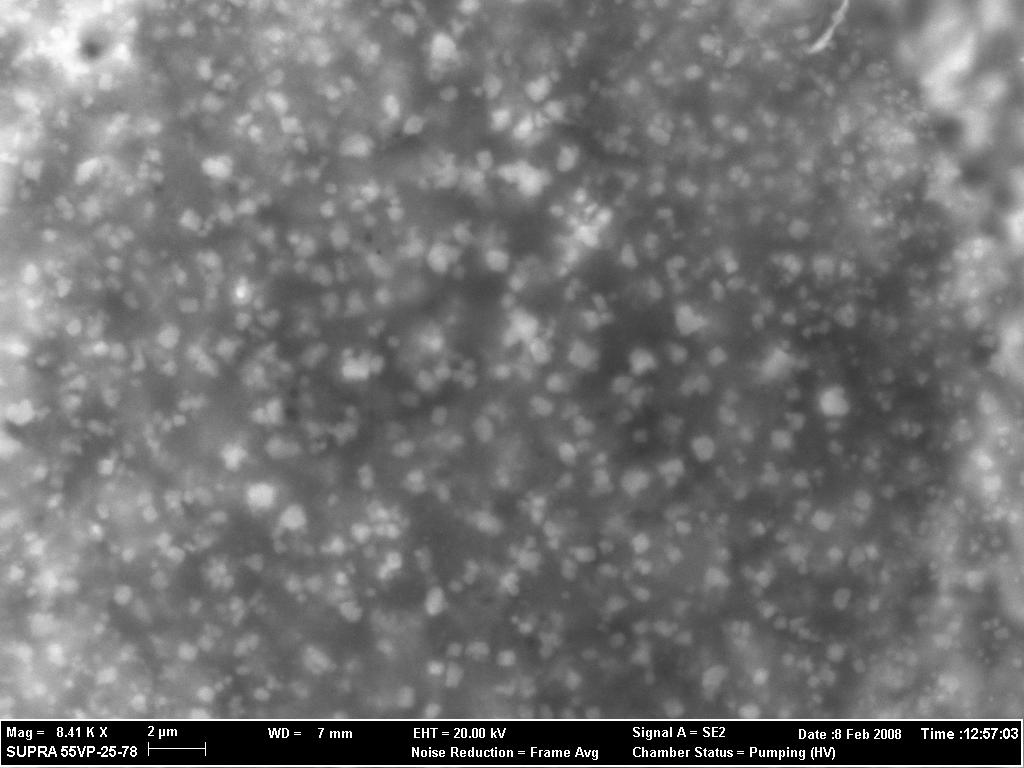 Mag = 8.41 K X 2 µm WD = 7 mm EHT = 20.00 kV Signal A = SE2 Date :8 Feb 2008 Time :12:57:03
SUPRA 55VP-25-78 Noise Reduction = Frame Avg Chamber Status = Pumping (HV)